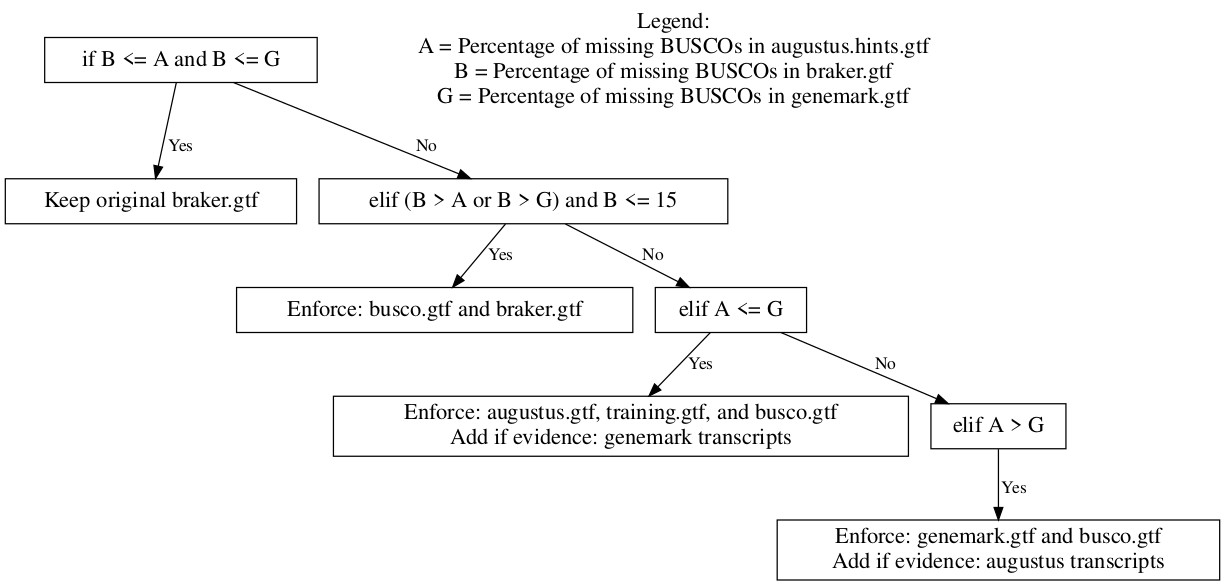 Legend:
A = Percentage of missing BUSCOs in augustus.hints.gtf
B = Percentage of missing BUSCOs in braker.gtf
G = Percentage of missing BUSCOs in genemark.gtf
if B <= A and B <= G
Yes
No
Keep original braker.gtf
elif (B > A or B > G) and B <= 15
Yes
No
Enforce: busco.gtf and braker.gtf
elif A <= G
Yes
No
Enforce: augustus.gtf, training.gtf, and busco.gtf
Add if evidence: genemark transcripts
elif A > G
Yes
Enforce: genemark.gtf and busco.gtf
Add if evidence: augustus transcripts